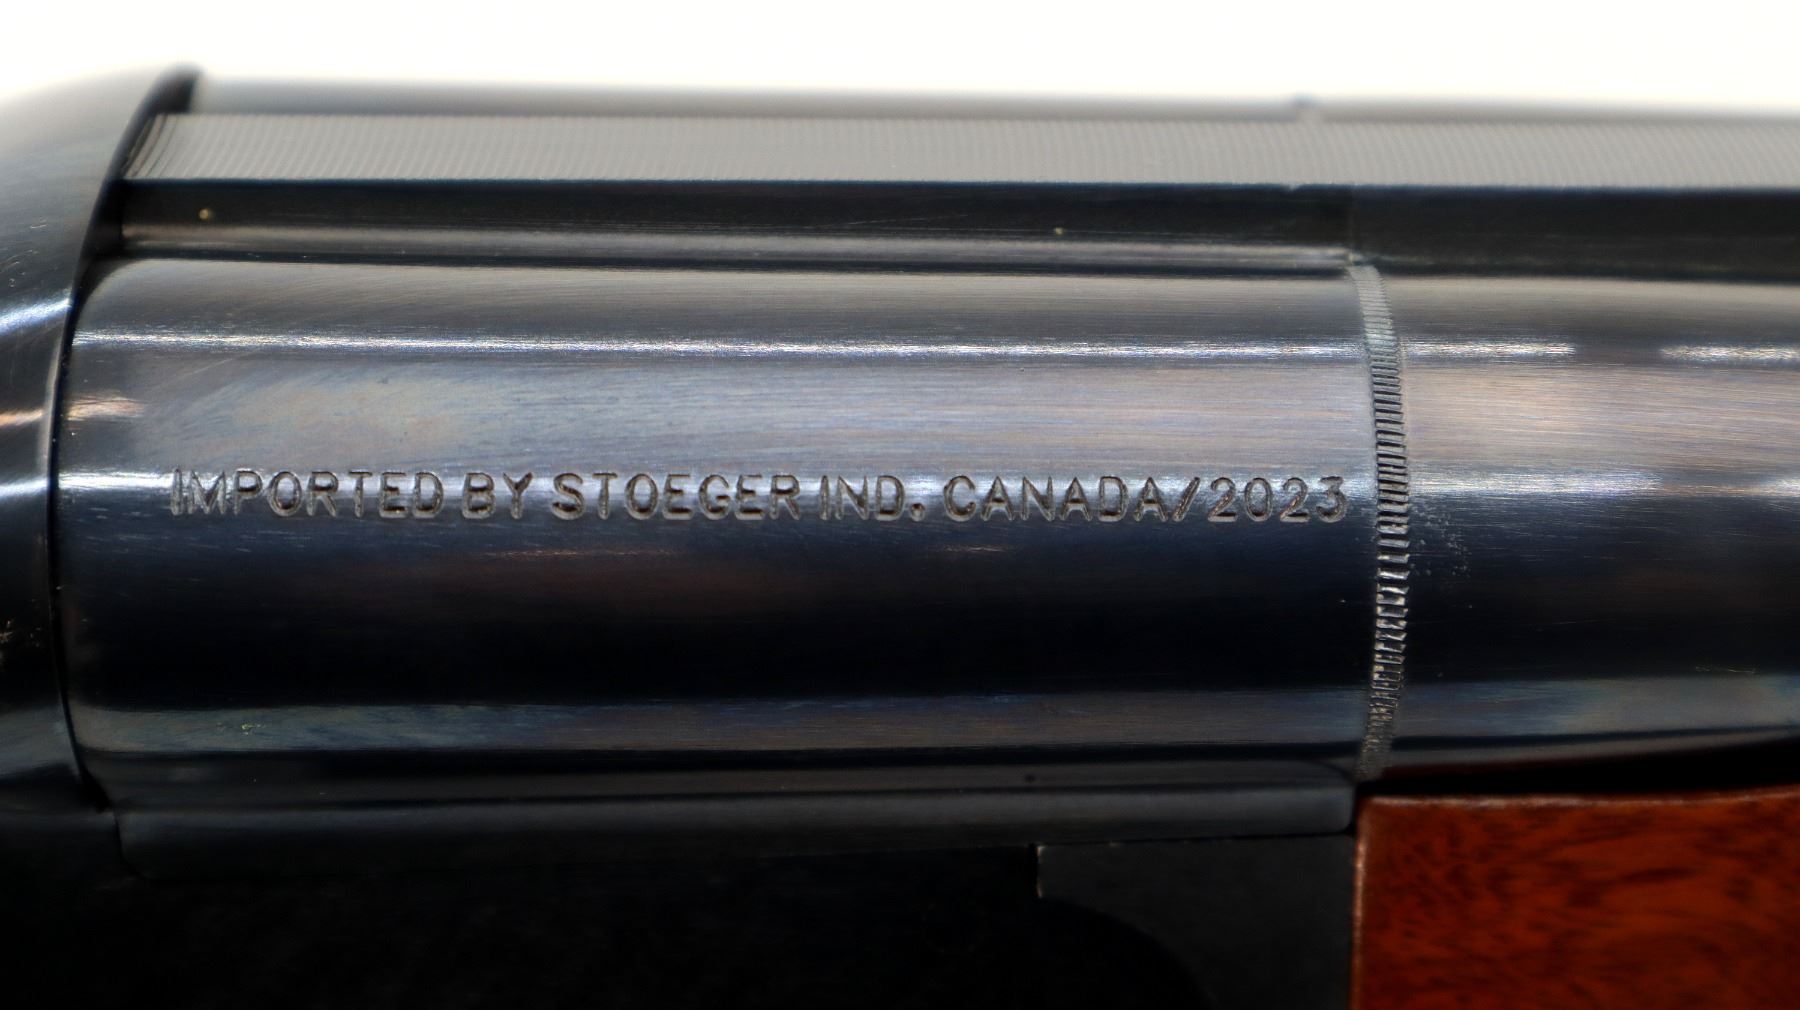 IMPORTED BY STOEGER IND. CANADA/2023